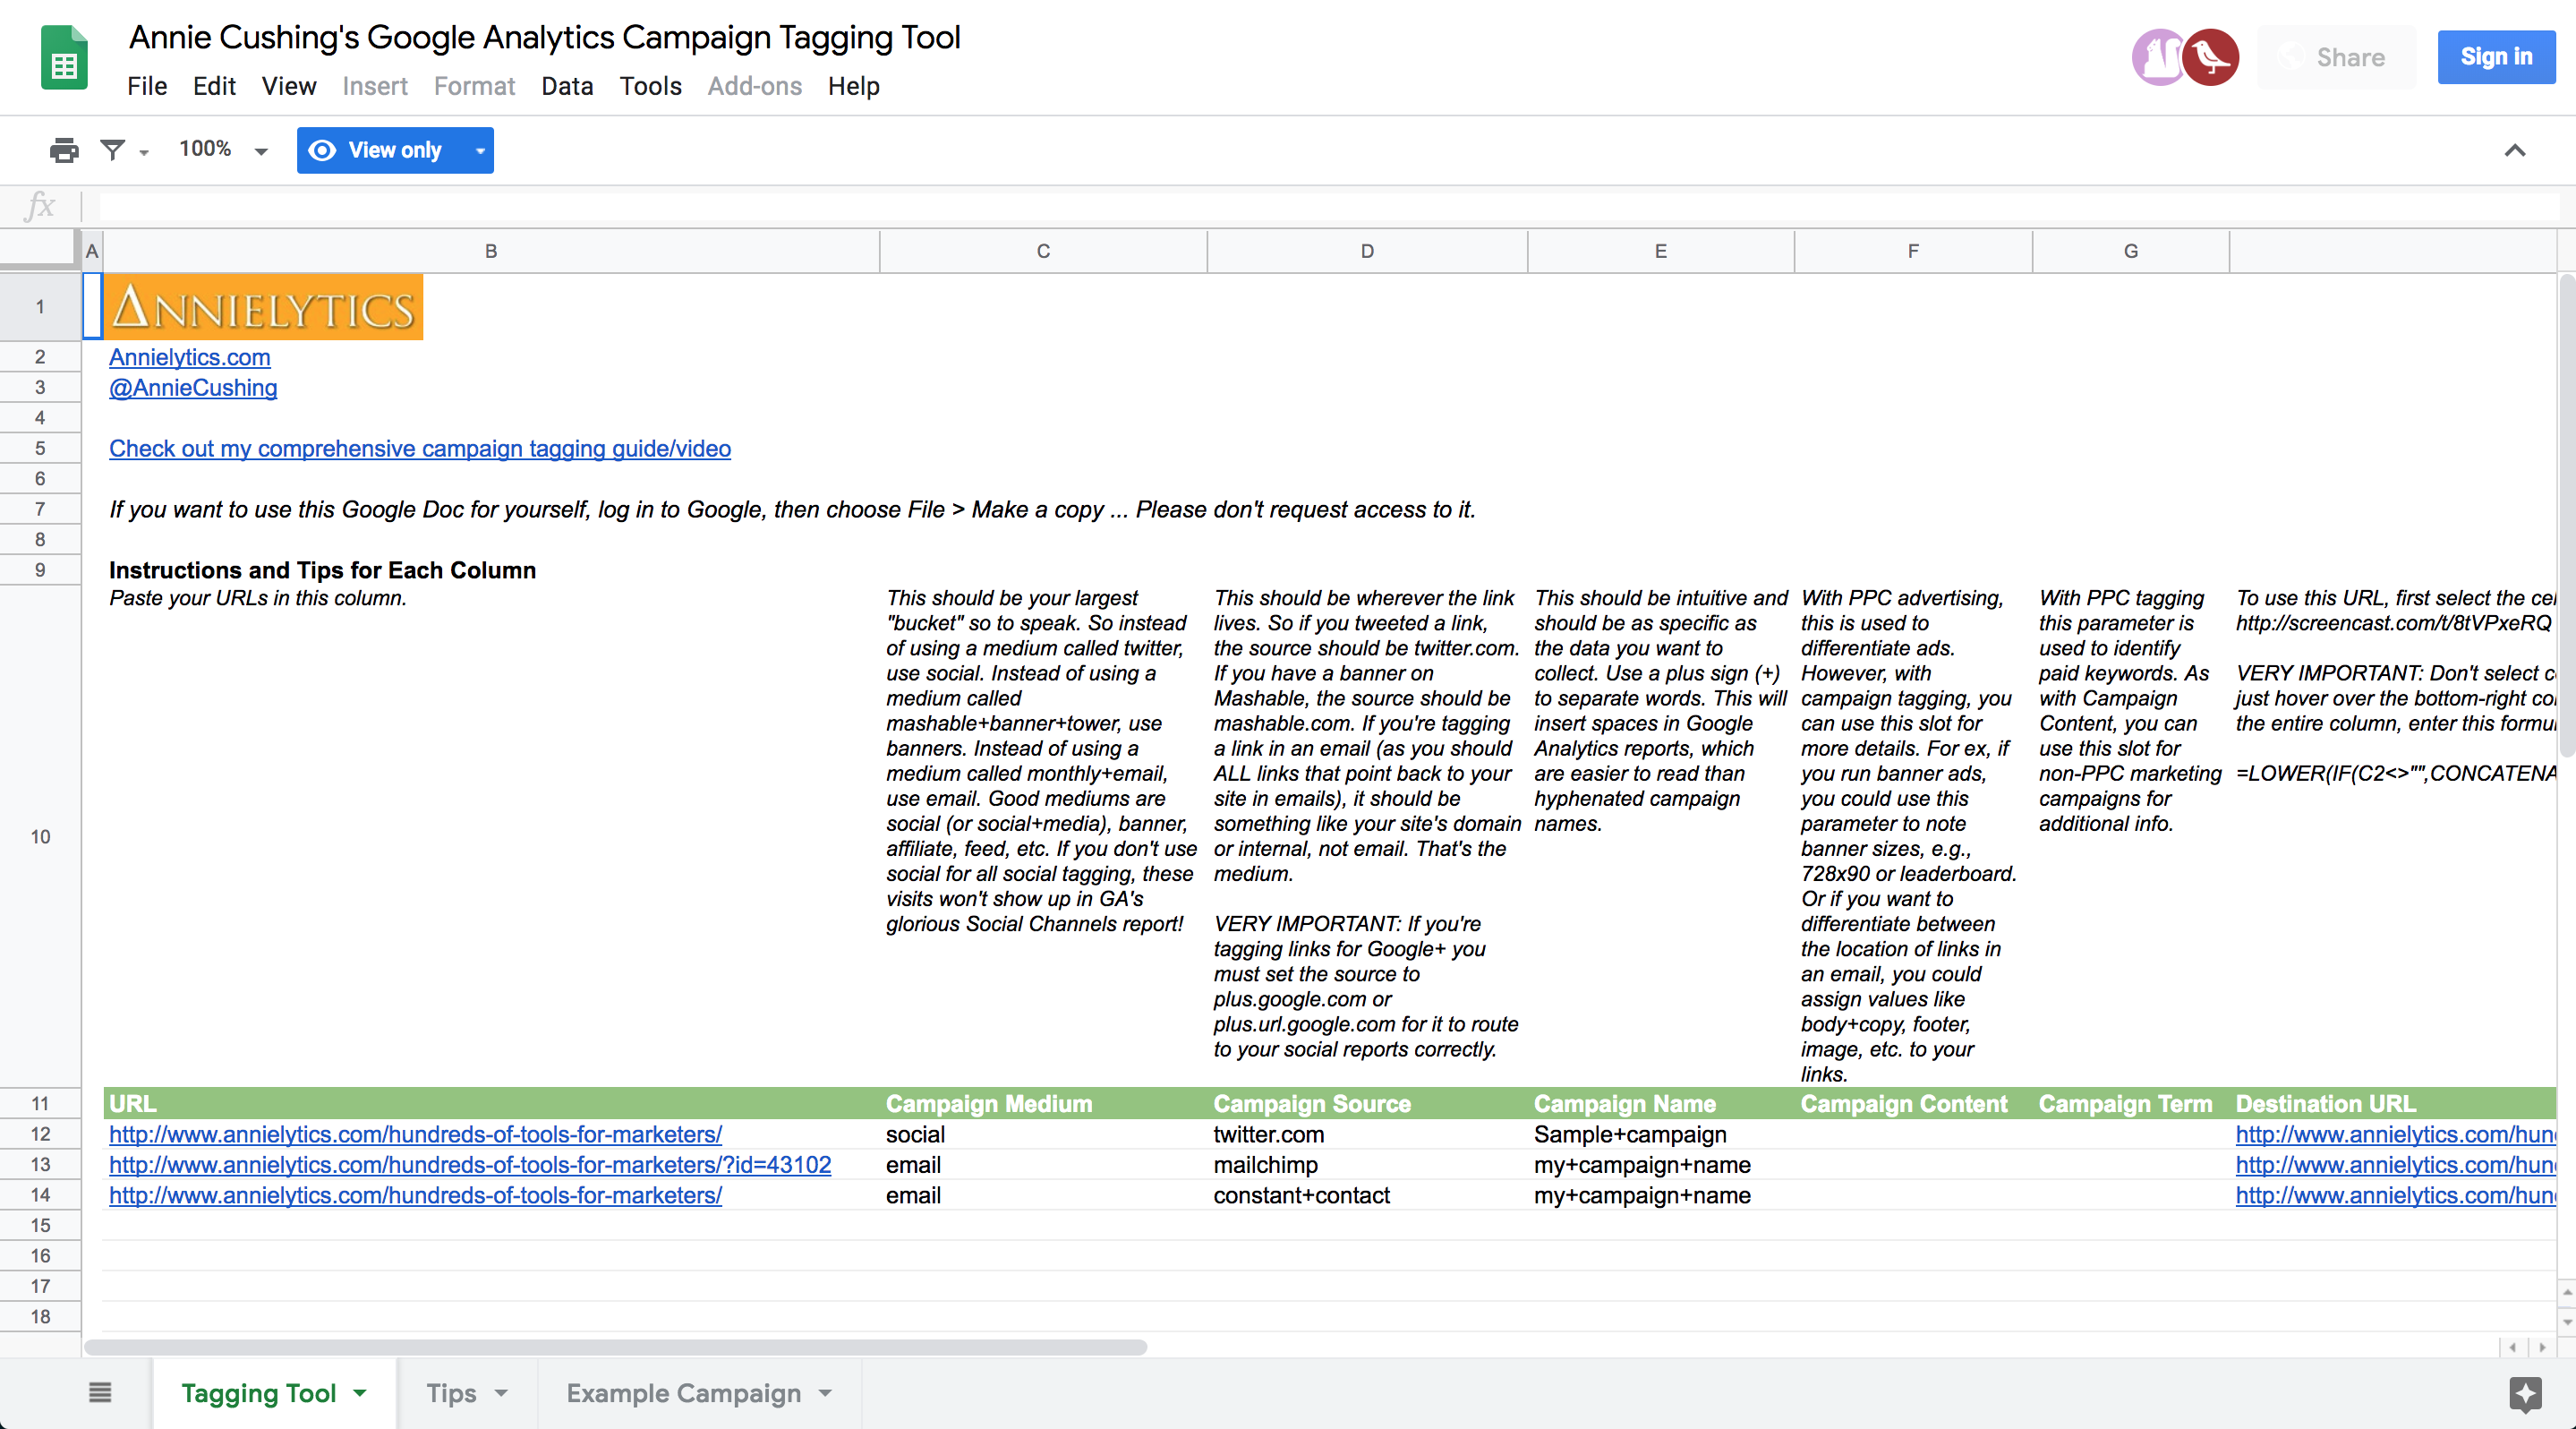 Annie Cushing's Google Analytics Campaign Tagging Tool
File Edit View Insert Format Data Tools Add-ons Help
Share
Sign in
100%
View only
fx
A B C D E F G
1
ANNIELYTICS
2 Annielytics.com
3 @AnnieCushing
4
5 Check out my comprehensive campaign tagging guide/video
6
7 If you want to use this Google Doc for yourself, log in to Google, then choose File > Make a copy ... Please don't request access to it.
8
9 Instructions and Tips for Each Column
10
Paste your URLs in this column.
This should be your largest
"bucket" so to speak. So instead
of using a medium called twitter,
use social. Instead of using a
medium called
mashable+banner+tower, use
banners. Instead of using a
medium called monthly+email,
use email. Good mediums are
social (or social+media), banner,
affiliate, feed, etc. If you don't use
social for all social tagging, these
visits won't show up in GA's
glorious Social Channels report!
This should be wherever the link
lives. So if you tweeted a link,
the source should be twitter.com.
If you have a banner on
Mashable, the source should be
mashable.com. If you're tagging
a link in an email (as you should
ALL links that point back to your
site in emails), it should be
something like your site's domain
or internal, not email. That's the
medium.
VERY IMPORTANT: If you're
tagging links for Google+ you
must set the source to
plus.google.com or
plus.url.google.com for it to route
to your social reports correctly.
This should be intuitive and
should be as specific as
the data you want to
collect. Use a plus sign (+)
to separate words. This will
insert spaces in Google
Analytics reports, which
are easier to read than
hyphenated campaign
names.
With PPC advertising,
this is used to
differentiate ads.
However, with
campaign tagging, you
can use this slot for
more details. For ex, if
you run banner ads,
you could use this
parameter to note
banner sizes, e.g.,
728x90 or leaderboard.
Or if you want to
differentiate between
the location of links in
an email, you could
assign values like
body+copy, footer,
image, etc. to your
links.
With PPC tagging
this parameter is
used to identify
paid keywords. As
with Campaign
Content, you can
use this slot for
non-PPC marketing
campaigns for
additional info.
To use this URL, first select the
http://screencast.com/t/8tVPxeRQ
VERY IMPORTANT: Don't select
just hover over the bottom-right
the entire column, enter this
=LOWER(IF(C2<>"",CONCATENA
11 URL Campaign Medium Campaign Source Campaign Name Campaign Content Campaign Term Destination URL
12 http://www.annielytics.com/hundreds-of-tools-for-marketers/ social twitter.com Sample+campaign http://www.annielytics.com/hun
13 http://www.annielytics.com/hundreds-of-tools-for-marketers/?id=43102 email mailchimp my+campaign+name http://www.annielytics.com/hun
14 http://www.annielytics.com/hundreds-of-tools-for-marketers/ email constant+contact my+campaign+name http://www.annielytics.com/hun
15
16
17
18
Tagging Tool Tips Example Campaign